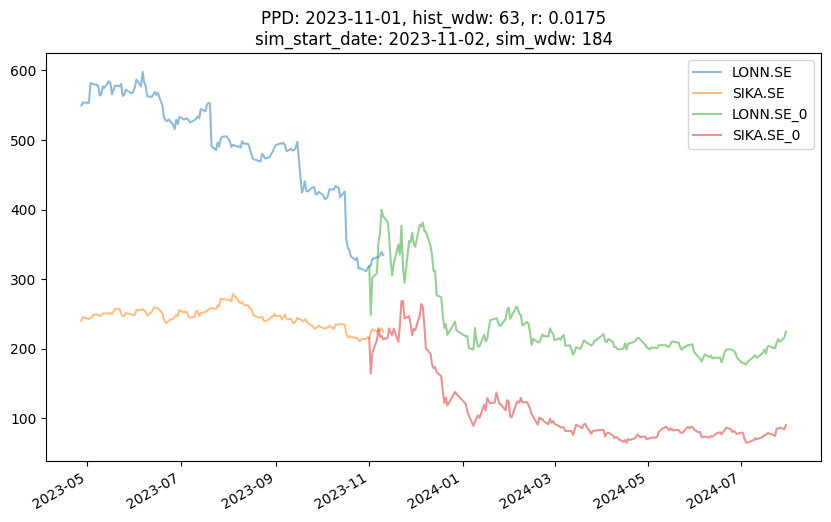 PPD: 2023-11-01, hist_wdw: 63, r: 0.0175
sim_start_date: 2023-11-02, sim_wdw: 184
LONN.SE
SIKA.SE
LONN.SE_0
SIKA.SE_0
600
500
400
300
200
100
2023-05
2023-07
2023-09
2023-11
2024-01
2024-03
2024-05
2024-07